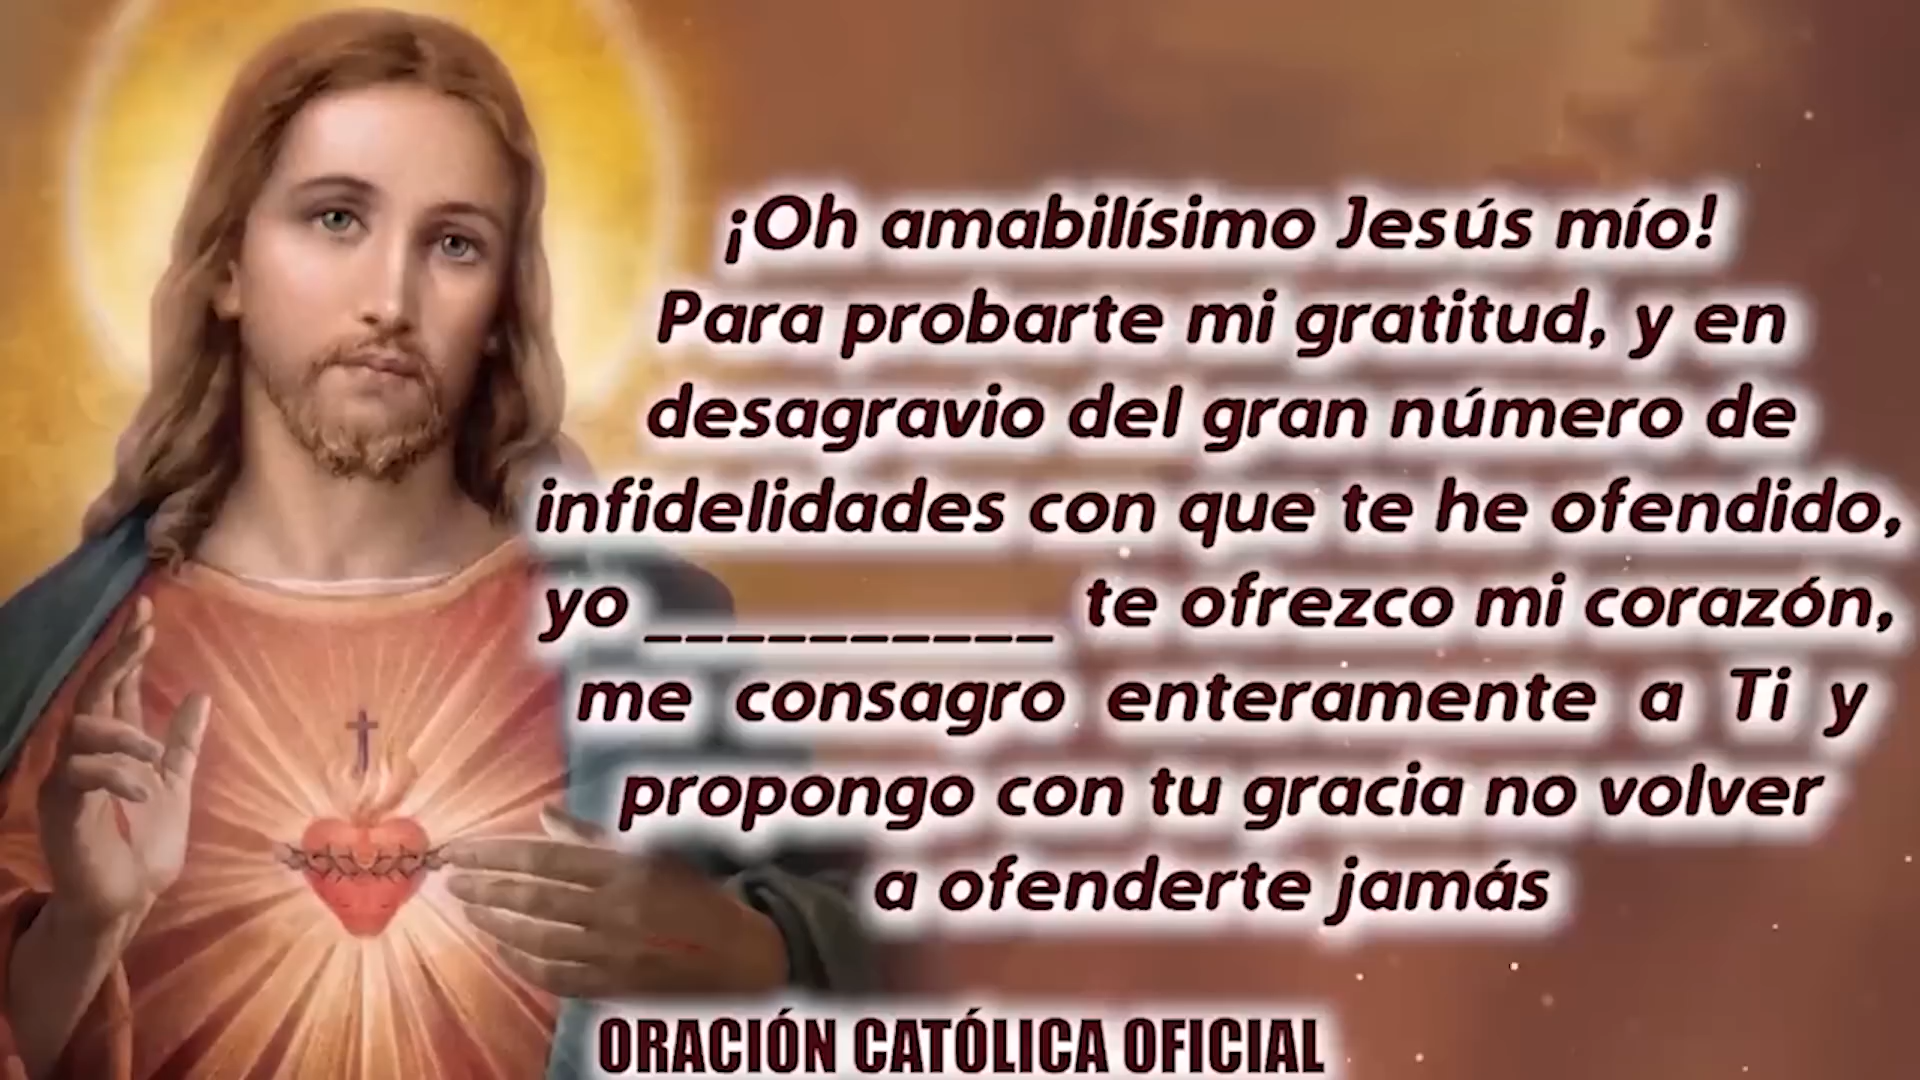 ¡Oh amabilísimo Jesús mío!
Para probarte mi gratitud, y en
desagravio del gran número de
infidelidades con que te he ofendido,
yo __________ te ofrezco mi corazón,
me consagro enteramente a Ti y
propongo con tu gracia no volver
a ofenderte jamás
ORACIÓN CATÓLICA OFICIAL